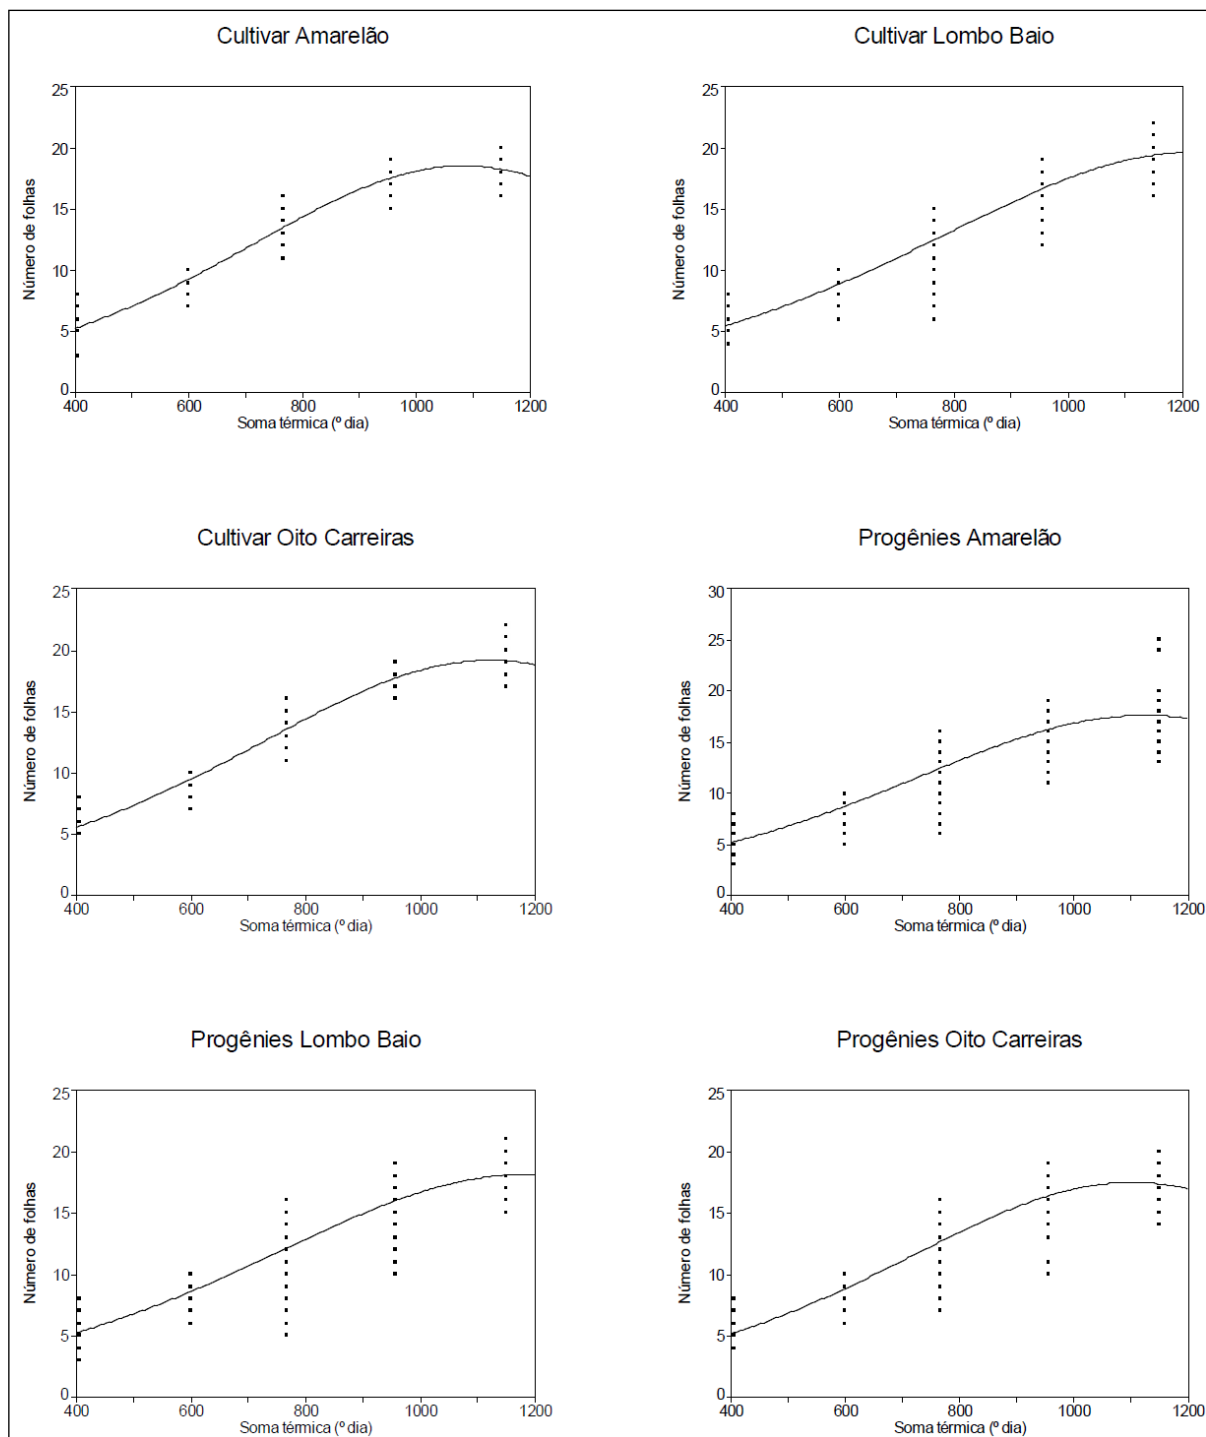 Cultivar Amarelão
Número de folhas
25
20
15
10
5
0
400 600 800 1000 1200
Soma térmica (º dia)
Cultivar Lombo Baio
Número de folhas
25
20
15
10
5
0
400 600 800 1000 1200
Soma térmica (º dia)
Cultivar Oito Carreiras
Número de folhas
25
20
15
10
5
0
400 600 800 1000 1200
Soma térmica (º dia)
Progênies Amarelão
Número de folhas
30
25
20
15
10
5
0
400 600 800 1000 1200
Soma térmica (º dia)
Progênies Lombo Baio
Número de folhas
25
20
15
10
5
0
400 600 800 1000 1200
Soma térmica (º dia)
Progênies Oito Carreiras
Número de folhas
25
20
15
10
5
0
400 600 800 1000 1200
Soma térmica (º dia)